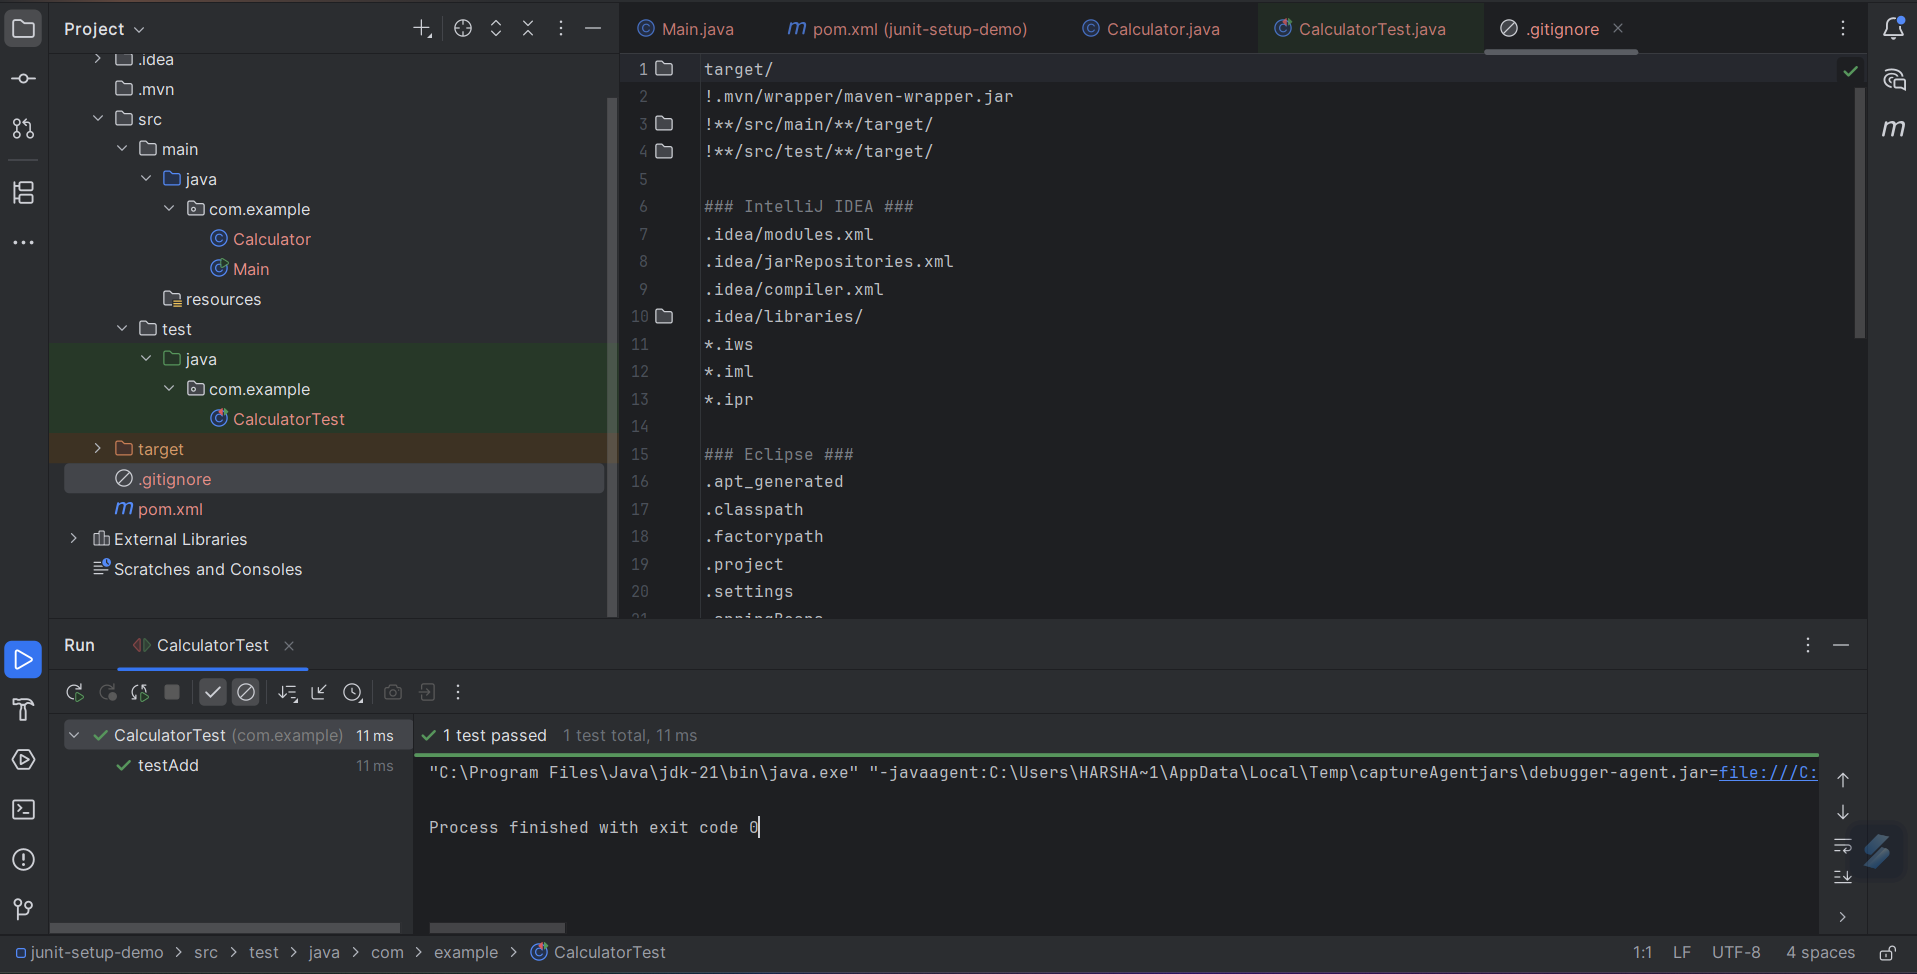 Project
Main.java
pom.xml (junit-setup-demo)
Calculator.java
CalculatorTest.java
.gitignore
.idea
.mvn
src
main
java
com.example
Calculator
Main
resources
test
java
com.example
CalculatorTest
target
.gitignore
pom.xml
External Libraries
Scratches and Consoles
1 target/
2 !.mvn/wrapper/maven-wrapper.jar
3 !**/src/main/**/target/
4 !**/src/test/**/target/
5
6 ### IntelliJ IDEA ###
7 .idea/modules.xml
8 .idea/jarRepositories.xml
9 .idea/compiler.xml
10 .idea/libraries/
11 *.iws
12 *.iml
13 *.ipr
14
15 ### Eclipse ###
16 .apt_generated
17 .classpath
18 .factorypath
19 .project
20 .settings
Run
CalculatorTest
CalculatorTest (com.example) 11 ms
testAdd 11 ms
1 test passed 1 test total, 11 ms
"C:\Program Files\Java\jdk-21\bin\java.exe" "-javaagent:C:\Users\HARSHA~1\AppData\Local\Temp\captureAgentjars\debugger-agent.jar=file:///C:
Process finished with exit code 0
junit-setup-demo > src > test > java > com > example > CalculatorTest
1:1 LF UTF-8 4 spaces